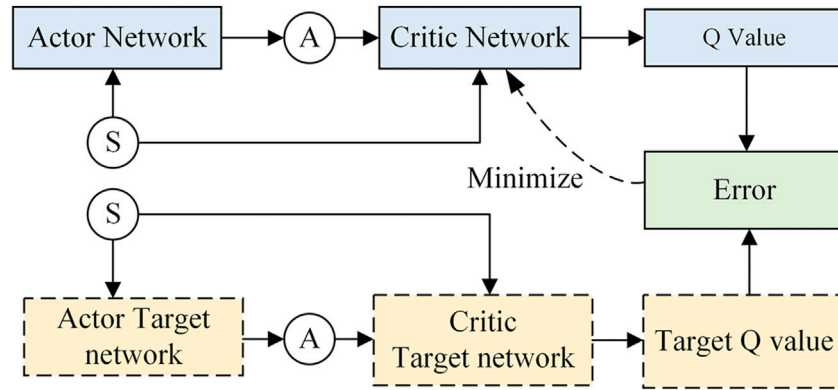 Actor Network
A
Critic Network
Q Value
S
Minimize
Error
S
Actor Target
network
A
Critic
Target network
Target Q value